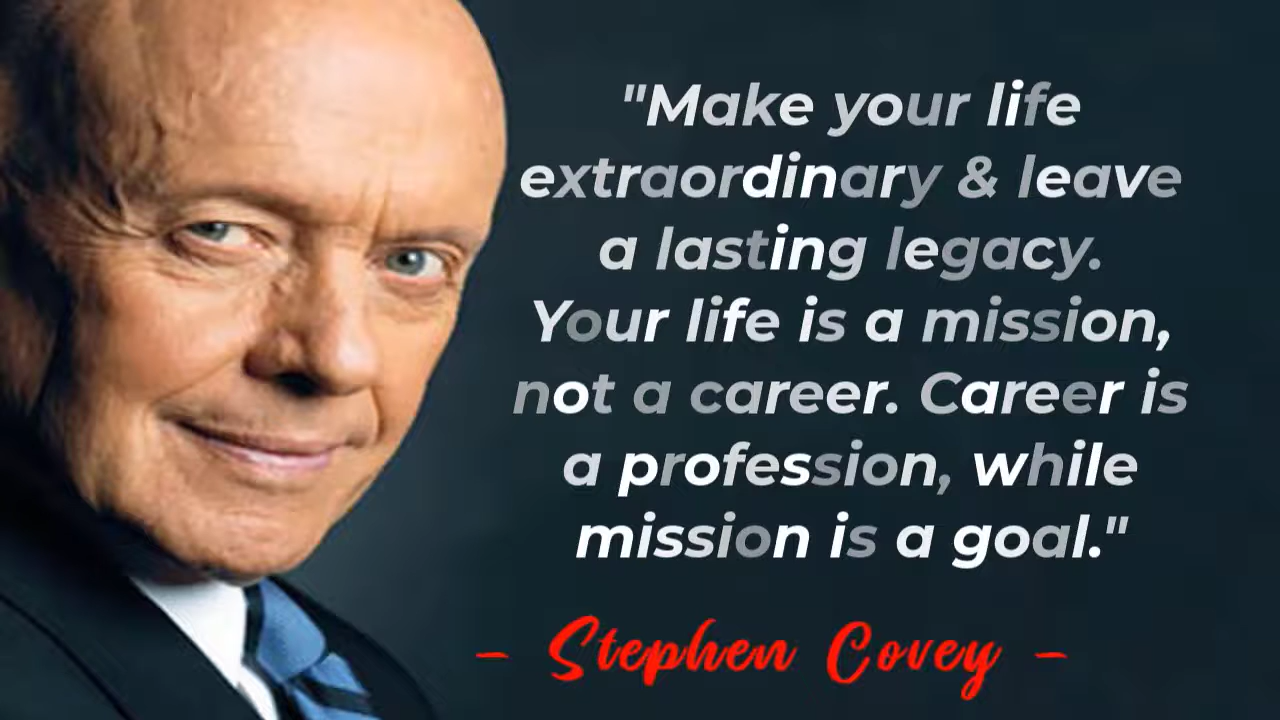 "Make your life
extraordinary & leave
a lasting legacy.
Your life is a mission,
not a career. Career is
a profession, while
mission is a goal."
- Stephen Covey -